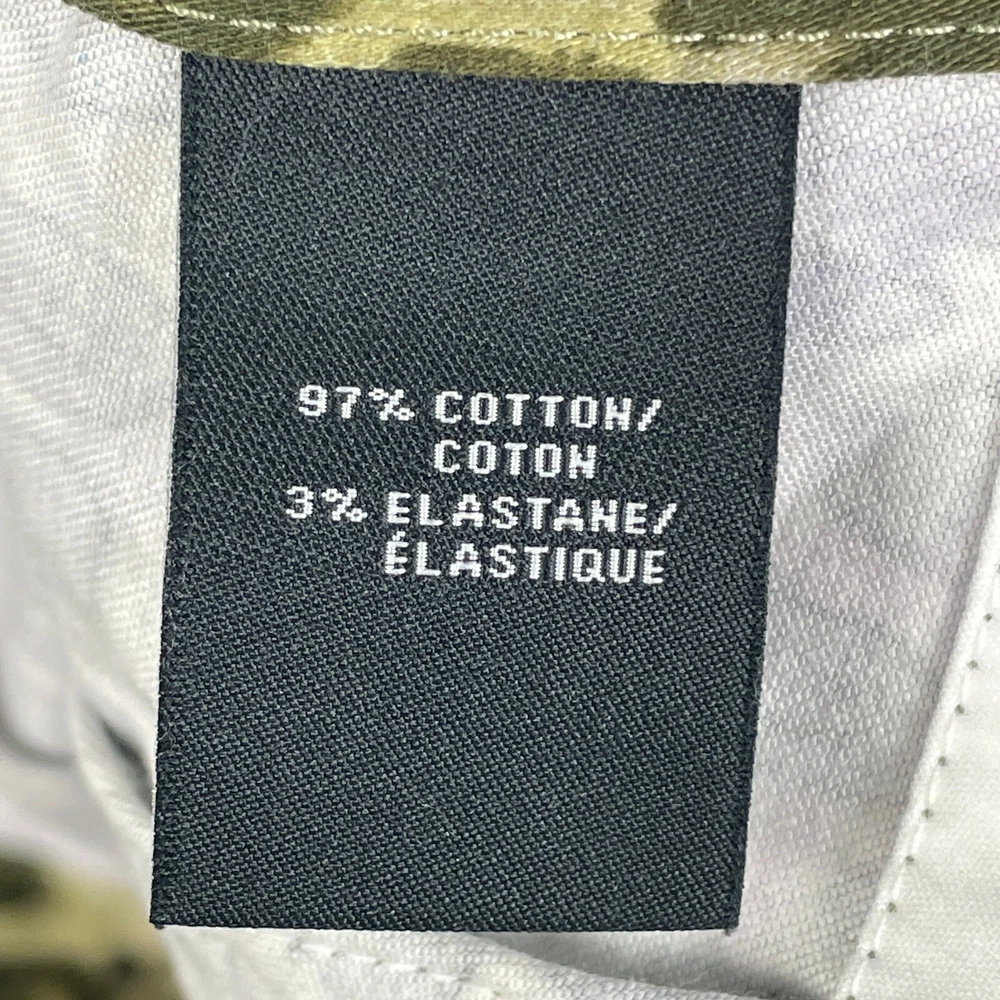 97% COTTON/
COTON
3% ELASTANE/
ÉLASTIQUE